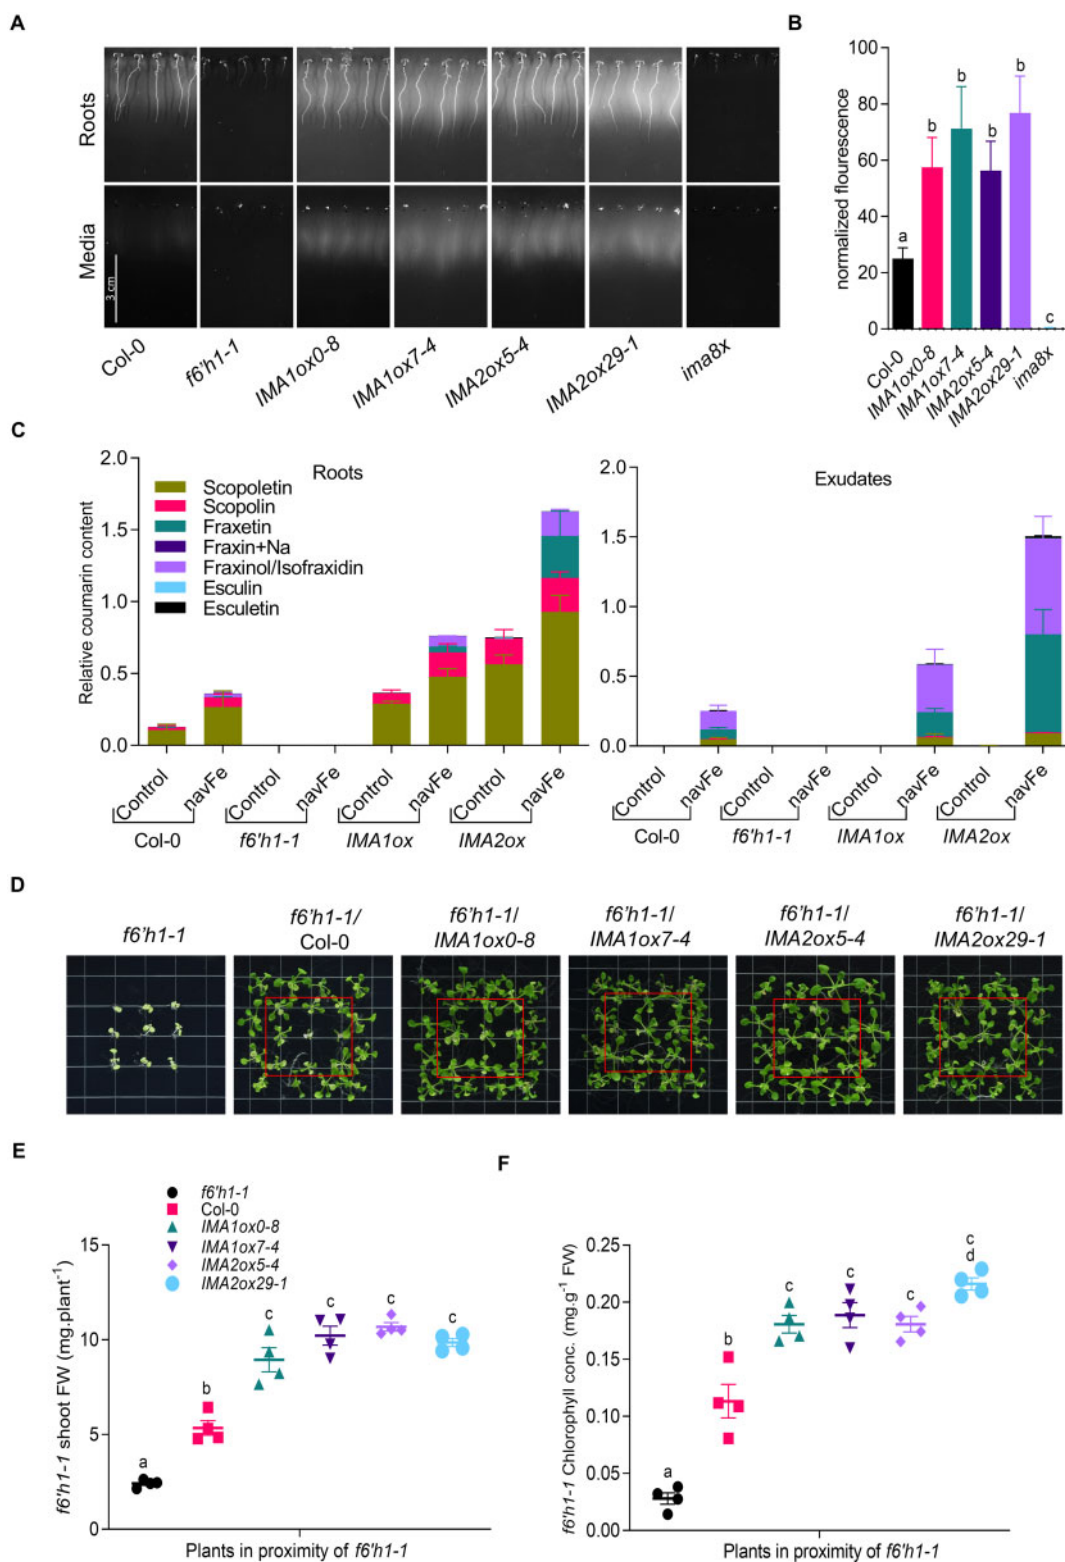 A
Roots
Media
3 cm
Col-0
f6'h1-1
IMA1ox0-8
IMA1ox7-4
IMA2ox5-4
IMA2ox29-1
ima8x
B
normalized flourescence
100
80
60
40
20
0
a
b
b
b
b
c
Col-0
IMA1ox0-8
IMA1ox7-4
IMA2ox5-4
IMA2ox29-1
ima8x
C
Relative coumarin content
2.0
1.5
1.0
0.5
0.0
Roots
Scopoletin
Scopolin
Fraxetin
Fraxin+Na
Fraxinol/Isofraxidin
Esculin
Esculetin
Control
navFe
Control
navFe
Control
navFe
Control
navFe
Col-0
f6'h1-1
IMA1ox
IMA2ox
Exudates
2.0
1.5
1.0
0.5
0.0
Control
navFe
Control
navFe
Control
navFe
Control
navFe
Col-0
f6'h1-1
IMA1ox
IMA2ox
D
f6'h1-1
f6'h1-1/
Col-0
f6'h1-1/
IMA1ox0-8
f6'h1-1/
IMA1ox7-4
f6'h1-1/
IMA2ox5-4
f6'h1-1/
IMA2ox29-1
E
f6'h1-1
Col-0
IMA1ox0-8
IMA1ox7-4
IMA2ox5-4
IMA2ox29-1
f6'h1-1 shoot FW (mg.plant-1)
15
10
5
0
a
b
c
c
c
c
Plants in proximity of f6'h1-1
F
f6'h1-1 Chlorophyll conc. (mg.g-1 FW)
0.25
0.20
0.15
0.10
0.05
0.00
a
b
c
c
c
c
d
Plants in proximity of f6'h1-1